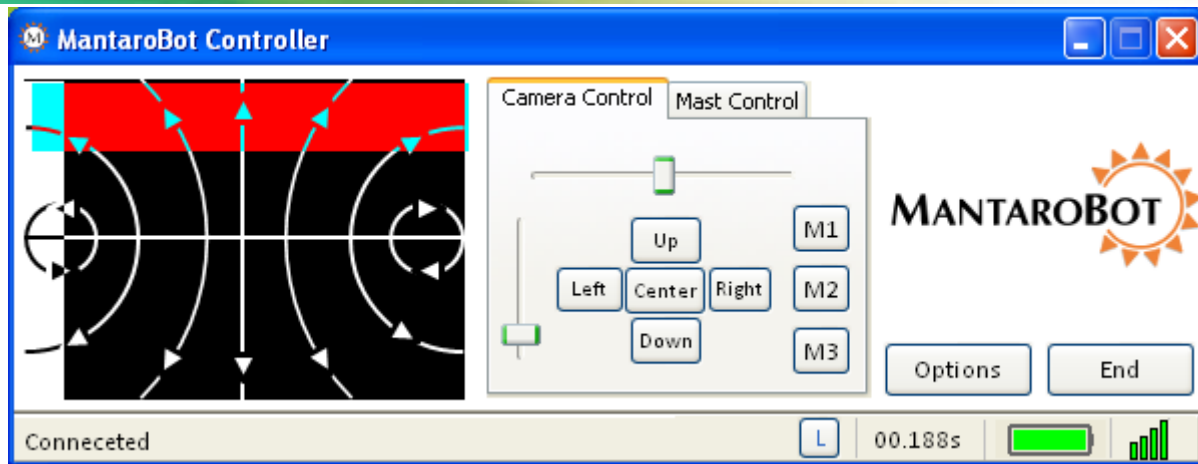 M MantaroBot Controller
Camera Control Mast Control
Up
Left Center Right
Down
M1
M2
M3
MANTAROBOT
Options End
Conneceted L 00.188s